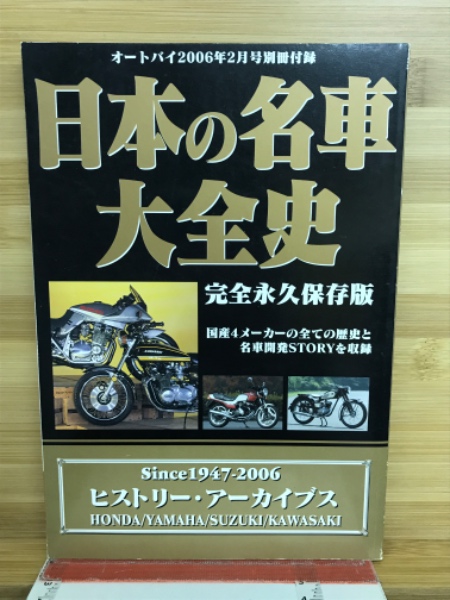 オートバイ2006年2月号別冊付録
日本の名車
大全史
完全永久保存版
国産4メーカーの全ての歴史と
名車開発STORYを収録
Since1947-2006
ヒストリー・アーカイブス
HONDA/YAMAHA/SUZUKI/KAWASAKI